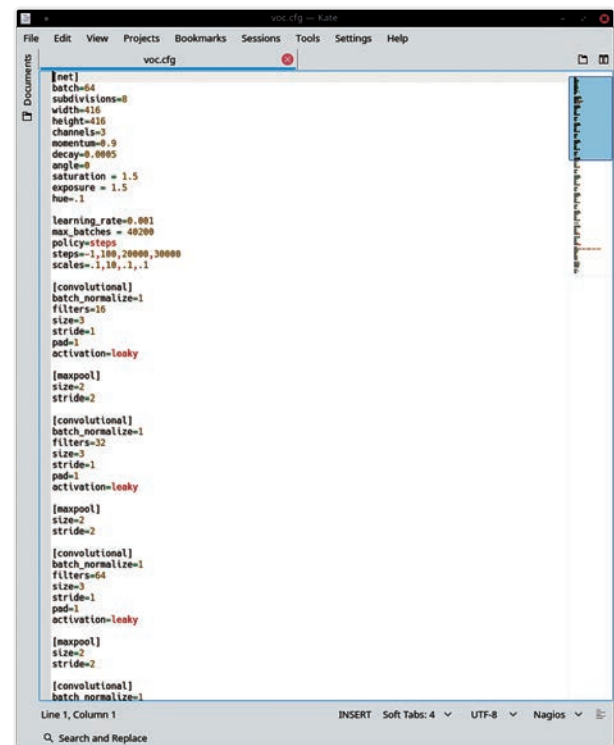 voc.cfg — Kate
File Edit View Projects Bookmarks Sessions Tools Settings Help
Documents
voc.cfg
[net]
batch=64
subdivisions=8
width=416
height=416
channels=3
momentum=0.9
decay=0.0005
angle=0
saturation = 1.5
exposure = 1.5
hue=.1
learning_rate=0.001
max_batches = 40200
policy=steps
steps=-1,100,20000,30000
scales=.1,10,.1,.1
[convolutional]
batch_normalize=1
filters=16
size=3
stride=1
pad=1
activation=leaky
[maxpool]
size=2
stride=2
[convolutional]
batch_normalize=1
filters=32
size=3
stride=1
pad=1
activation=leaky
[maxpool]
size=2
stride=2
[convolutional]
batch_normalize=1
filters=64
size=3
stride=1
pad=1
activation=leaky
[maxpool]
size=2
stride=2
[convolutional]
batch_normalize=1
Line 1, Column 1 INSERT Soft Tabs: 4 UTF-8 Nagios
Search and Replace